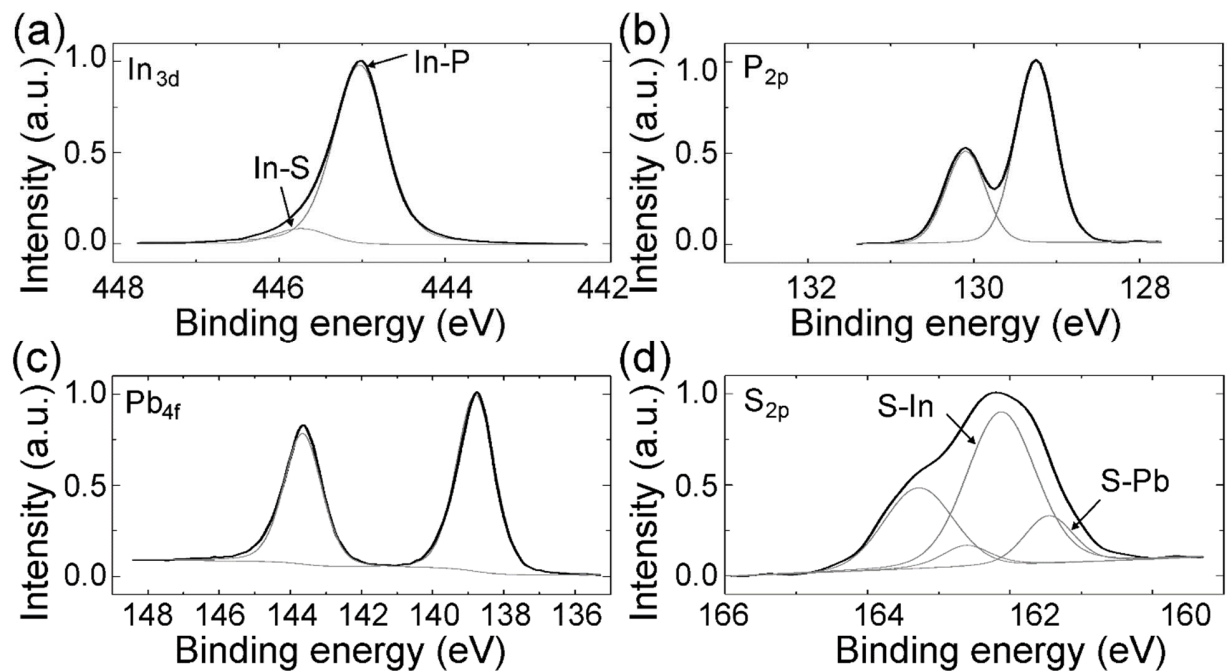 (a)
In3d
In-P
In-S
Intensity (a.u.)
1.0
0.5
0.0
448 446 444 442
Binding energy (eV)
(b)
P2p
Intensity (a.u.)
1.0
0.5
0.0
132 130 128
Binding energy (eV)
(c)
Pb4f
Intensity (a.u.)
1.0
0.5
0.0
148 146 144 142 140 138 136
Binding energy (eV)
(d)
S2p
S-In
S-Pb
Intensity (a.u.)
1.0
0.5
0.0
166 164 162 160
Binding energy (eV)